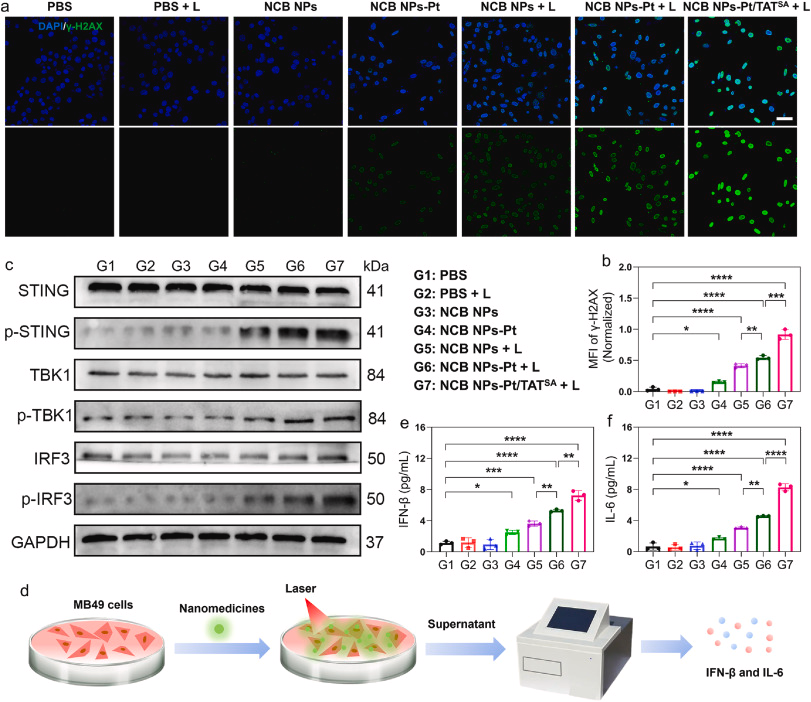 a
PBS
PBS + L
NCB NPs
NCB NPs-Pt
NCB NPs + L
NCB NPs-Pt + L
NCB NPs-Pt/TATSA + L
DAPI/γ-H2AX
c
G1 G2 G3 G4 G5 G6 G7 kDa
STING 41
p-STING 41
TBK1 84
p-TBK1 84
IRF3 50
p-IRF3 50
GAPDH 37
G1: PBS
G2: PBS + L
G3: NCB NPs
G4: NCB NPs-Pt
G5: NCB NPs + L
G6: NCB NPs-Pt + L
G7: NCB NPs-Pt/TATSA + L
b
MFI of γ-H2AX
(Normalized)
2.0
1.5
1.0
0.5
0.0
****
**** ***
****
* **
G1 G2 G3 G4 G5 G6 G7
e
IFN-β (pg/mL)
16
12
8
4
0
****
**** **
***
* **
G1 G2 G3 G4 G5 G6 G7
f
IL-6 (pg/mL)
16
12
8
4
0
****
**** ****
****
* **
G1 G2 G3 G4 G5 G6 G7
d
MB49 cells
Nanomedicines
Laser
Supernatant
IFN-β and IL-6